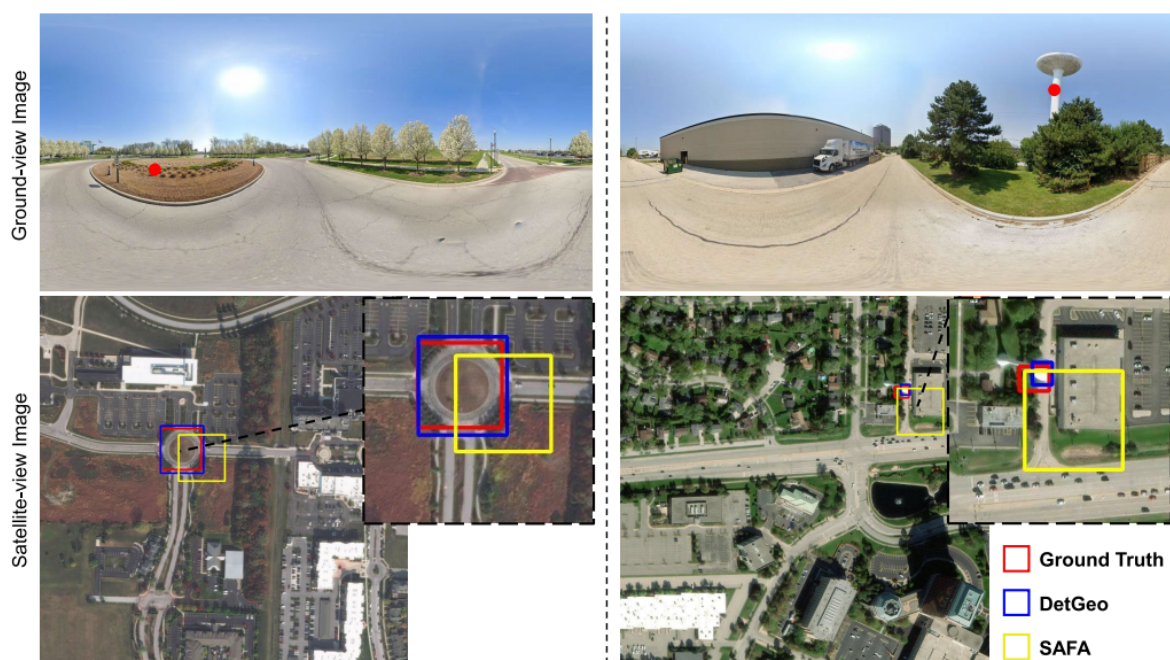 Ground-view Image
Satellite-view Image
Ground Truth
DetGeo
SAFA